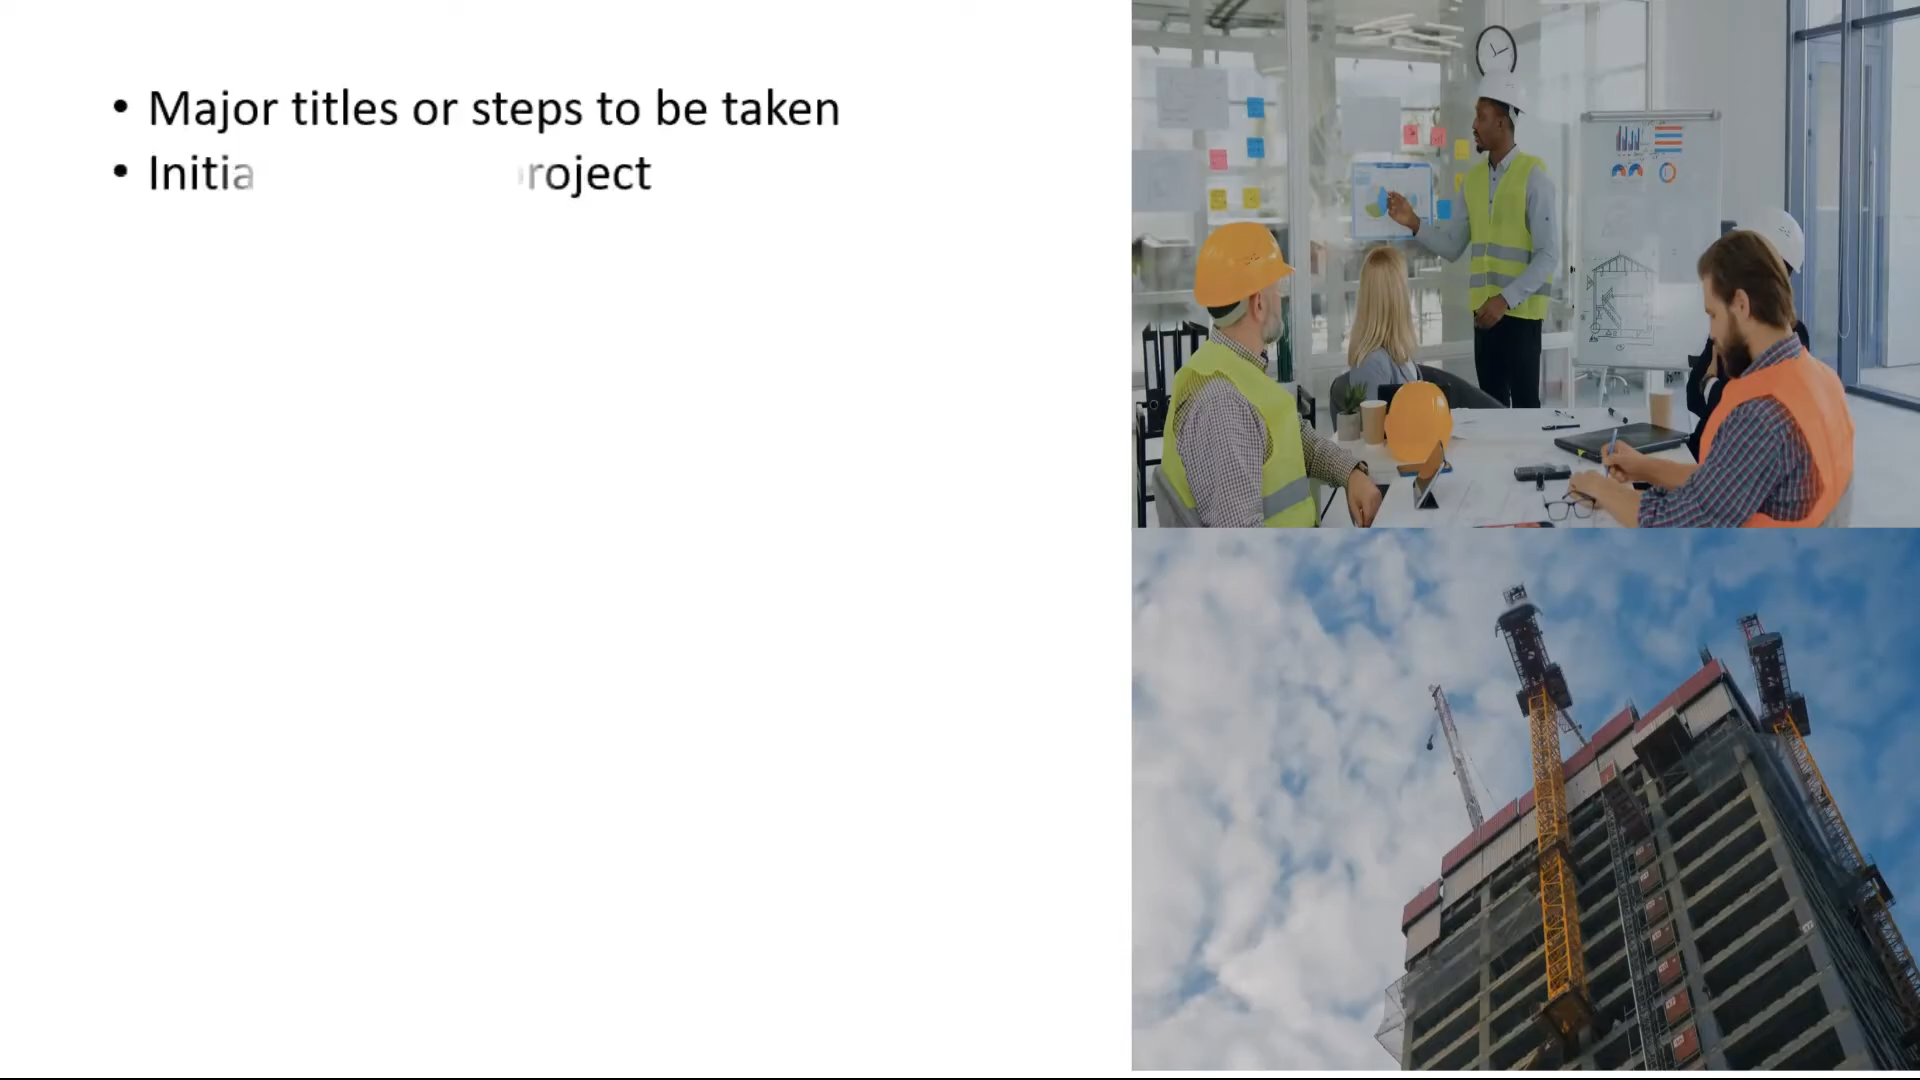 • Major titles or steps to be taken
• Initia roject